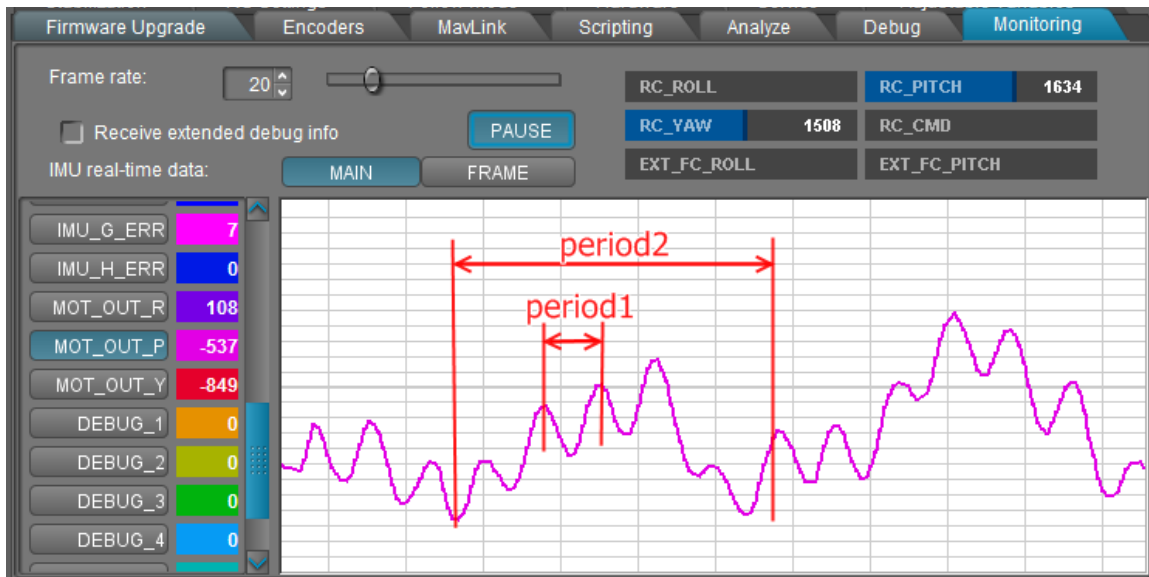 Firmware Upgrade Encoders MavLink Scripting Analyze Debug Monitoring
Frame rate: 20
RC_ROLL RC_PITCH 1634
Receive extended debug info PAUSE
RC_YAW 1508 RC_CMD
IMU real-time data: MAIN FRAME
EXT_FC_ROLL EXT_FC_PITCH
IMU_G_ERR 7
IMU_H_ERR 0
MOT_OUT_R 108
MOT_OUT_P -537
MOT_OUT_Y -849
DEBUG_1 0
DEBUG_2 0
DEBUG_3 0
DEBUG_4 0
period2
period1